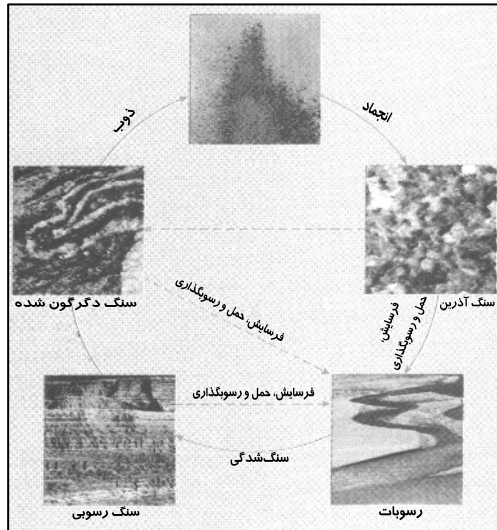 ذوب
انجماد
سنگ دگرگون شده
سنگ آذرین
فرسایش،
حمل و رسوبگذاری
فرسایش، حمل و رسوبگذاری
فرسایش، حمل و رسوبگذاری
سنگ‌شدگی
سنگ رسوبی
رسوبات